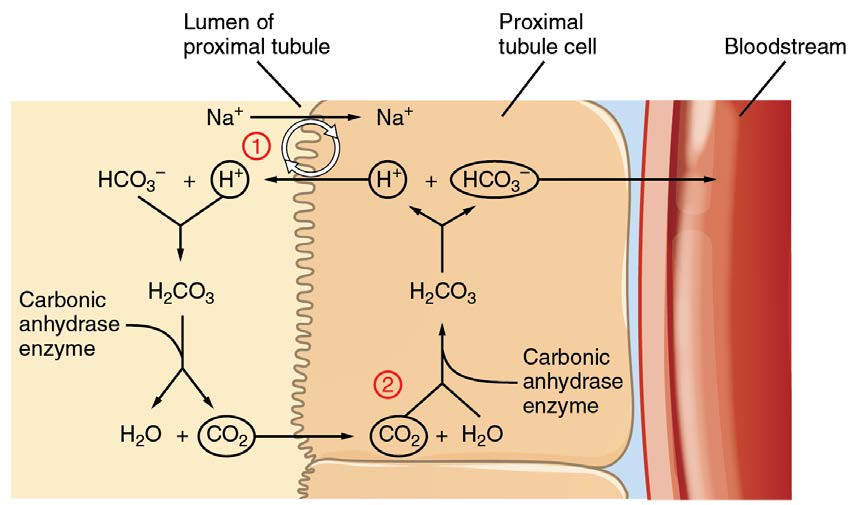 Lumen of
proximal tubule
Proximal
tubule cell
Bloodstream
Na⁺
Na⁺
1
HCO₃⁻ + H⁺
H⁺ + HCO₃⁻
H₂CO₃
H₂CO₃
Carbonic
anhydrase
enzyme
2
Carbonic
anhydrase
enzyme
H₂O + CO₂
CO₂ + H₂O